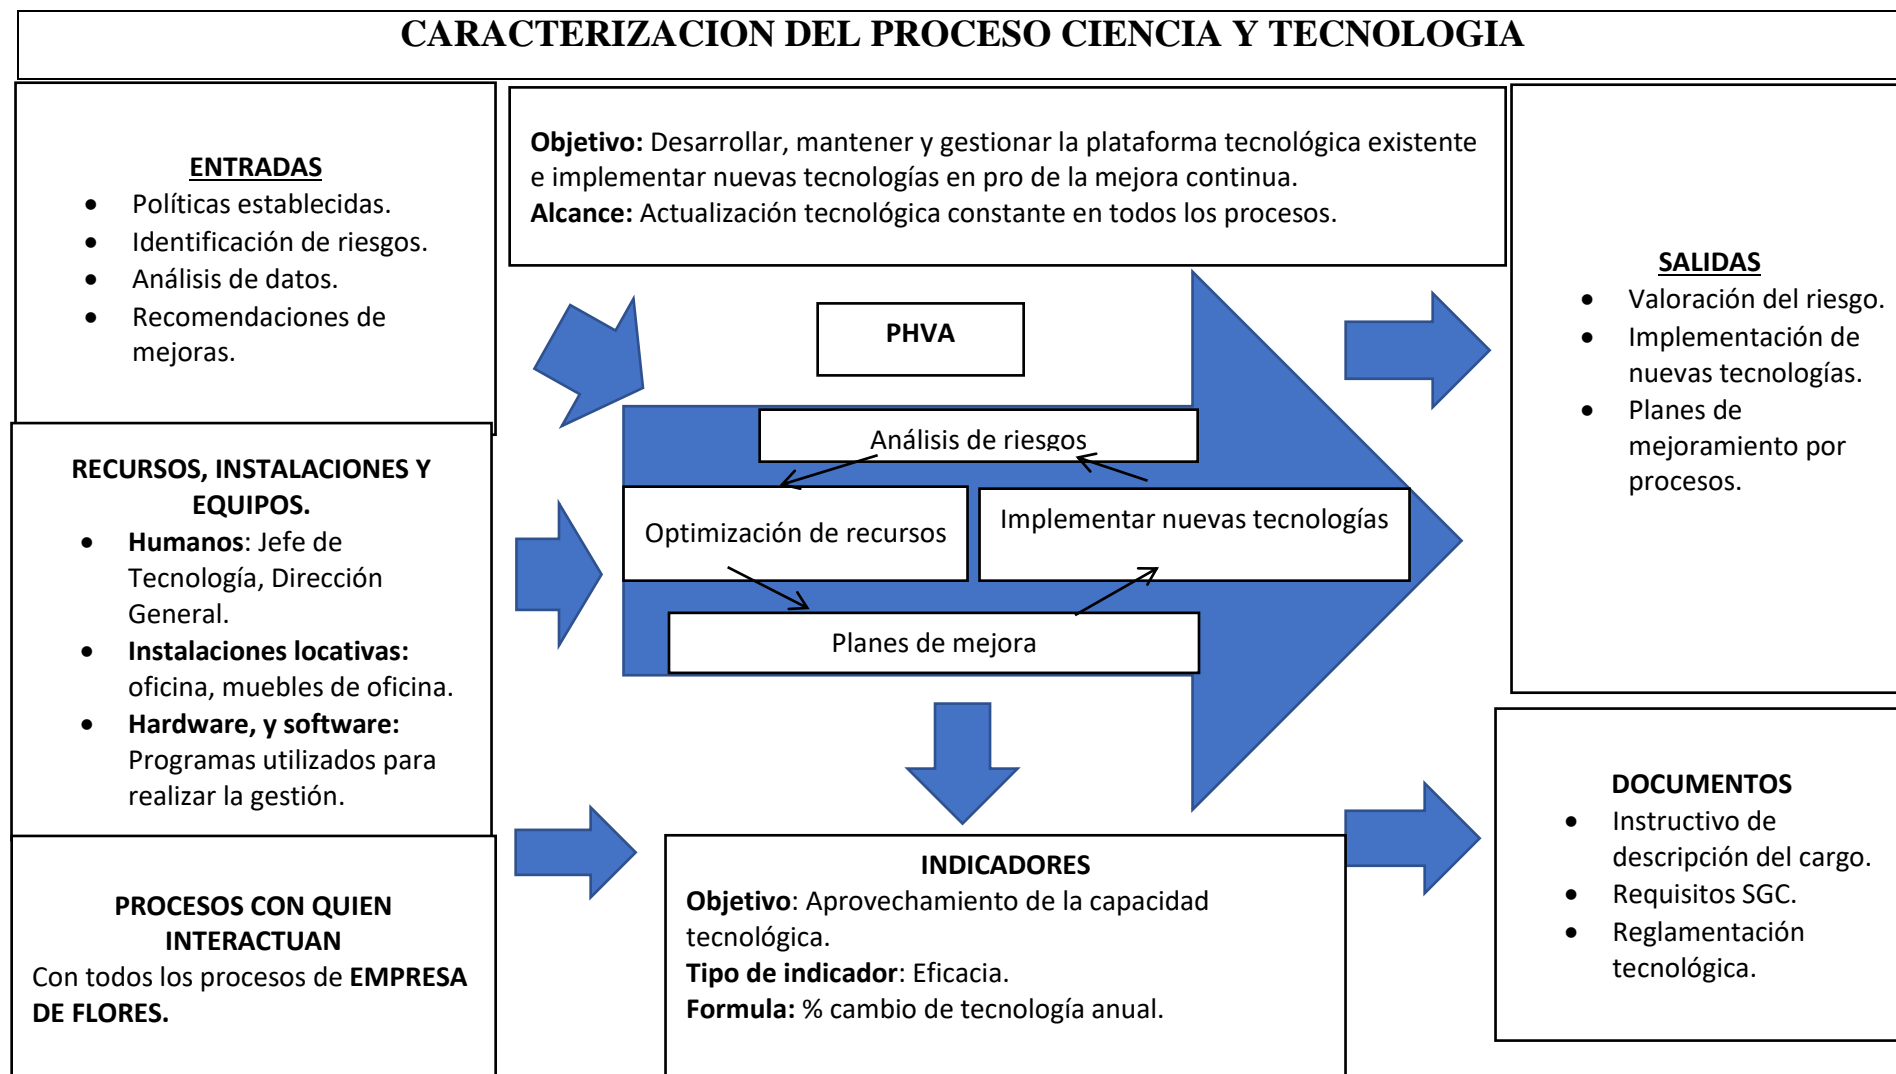 CARACTERIZACION DEL PROCESO CIENCIA Y TECNOLOGIA
ENTRADAS
• Políticas establecidas.
• Identificación de riesgos.
• Análisis de datos.
• Recomendaciones de
mejoras.
RECURSOS, INSTALACIONES Y
EQUIPOS.
• Humanos: Jefe de
Tecnología, Dirección
General.
• Instalaciones locativas:
oficina, muebles de oficina.
• Hardware, y software:
Programas utilizados para
realizar la gestión.
PROCESOS CON QUIEN
INTERACTUAN
Con todos los procesos de EMPRESA
DE FLORES.
Objetivo: Desarrollar, mantener y gestionar la plataforma tecnológica existente
e implementar nuevas tecnologías en pro de la mejora continua.
Alcance: Actualización tecnológica constante en todos los procesos.
PHVA
Análisis de riesgos
Optimización de recursos
Implementar nuevas tecnologías
Planes de mejora
INDICADORES
Objetivo: Aprovechamiento de la capacidad
tecnológica.
Tipo de indicador: Eficacia.
Formula: % cambio de tecnología anual.
SALIDAS
• Valoración del riesgo.
• Implementación de
nuevas tecnologías.
• Planes de
mejoramiento por
procesos.
DOCUMENTOS
• Instructivo de
descripción del cargo.
• Requisitos SGC.
• Reglamentación
tecnológica.